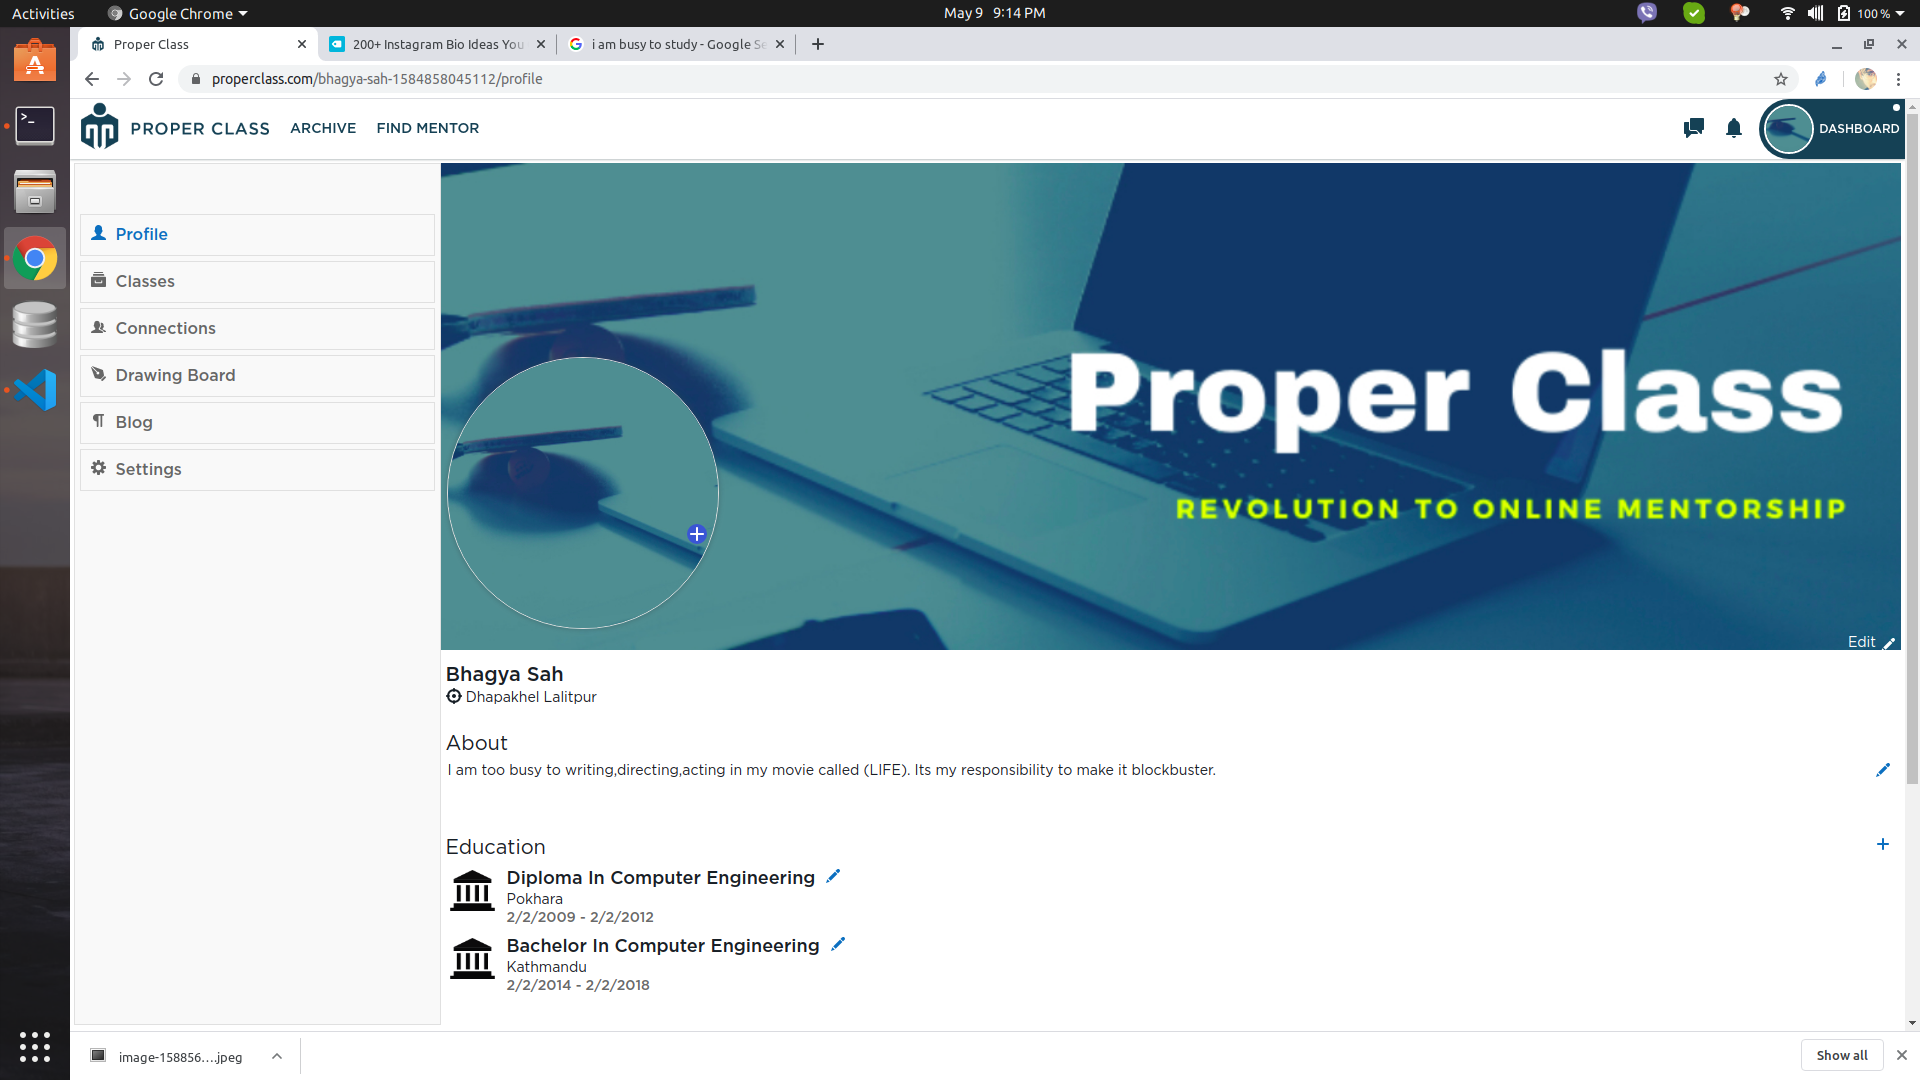 Activities
Google Chrome
May 9 9:14 PM
100 %
Proper Class
200+ Instagram Bio Ideas You
i am busy to study - Google Se
properclass.com/bhagya-sah-1584858045112/profile
PROPER CLASS
ARCHIVE
FIND MENTOR
DASHBOARD
Profile
Classes
Connections
Drawing Board
Blog
Settings
Proper Class
REVOLUTION TO ONLINE MENTORSHIP
Edit
Bhagya Sah
Dhapakhel Lalitpur
About
I am too busy to writing,directing,acting in my movie called (LIFE). Its my responsibility to make it blockbuster.
Education
Diploma In Computer Engineering
Pokhara
2/2/2009 - 2/2/2012
Bachelor In Computer Engineering
Kathmandu
2/2/2014 - 2/2/2018
image-158856....jpeg
Show all